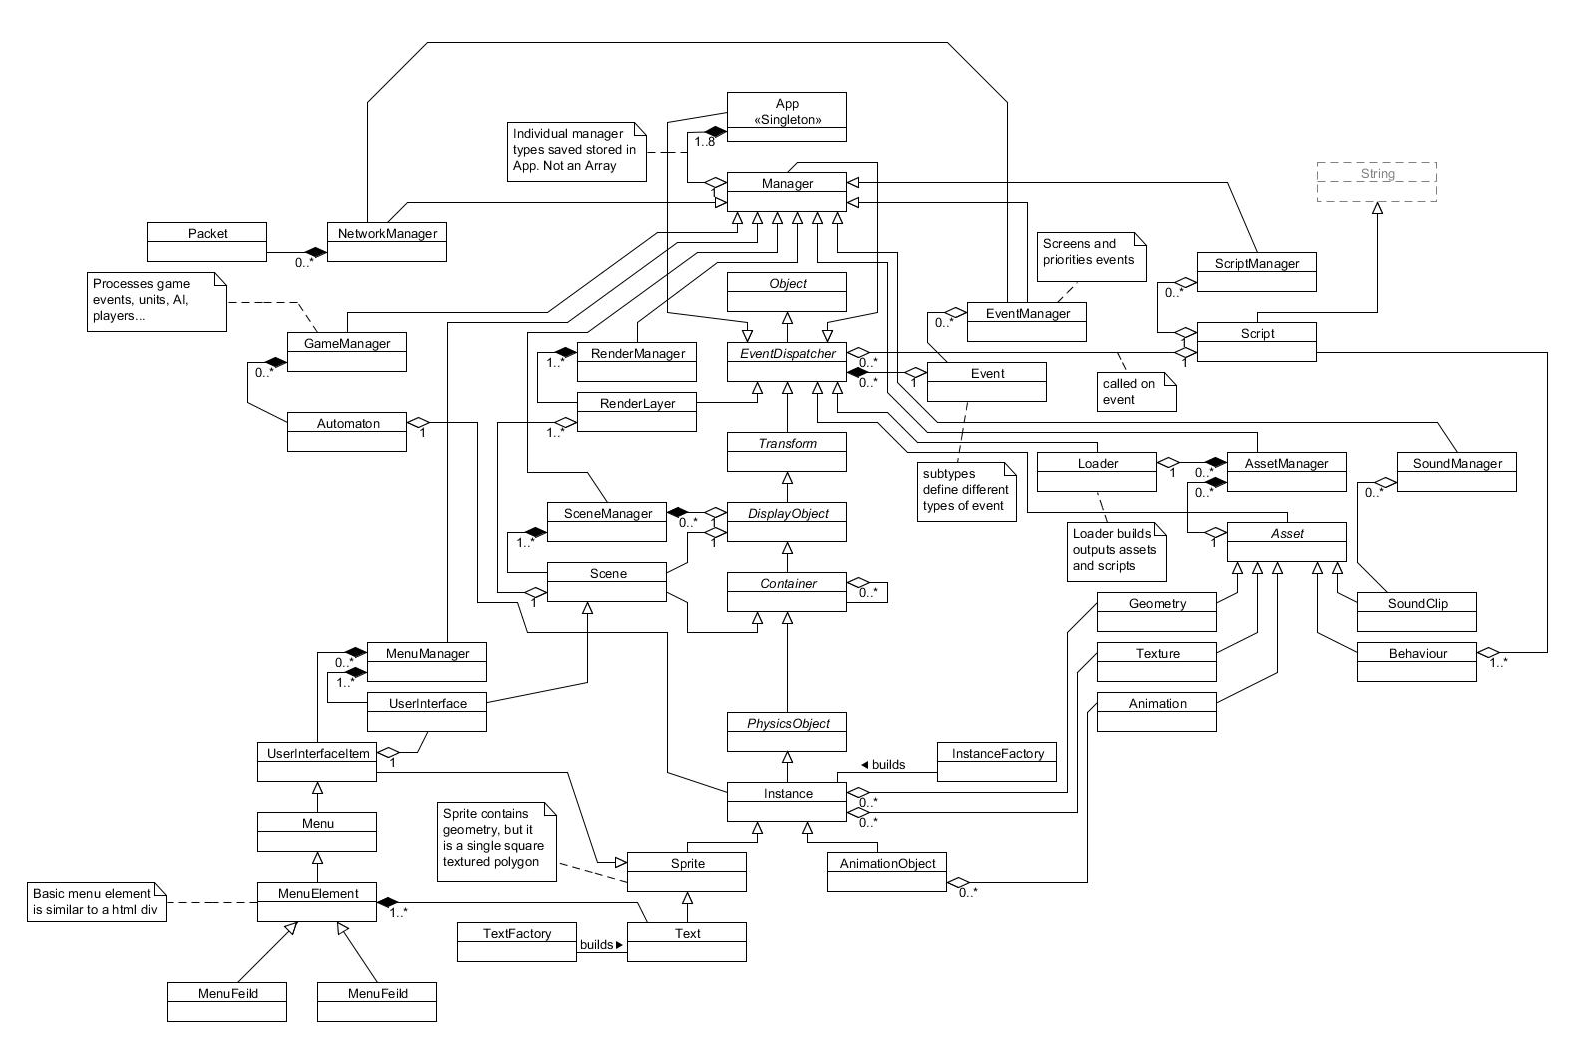 App
«Singleton»
1..8
Individual manager
types saved stored in
App. Not an Array
Manager
1
String
Packet
0..*
NetworkManager
Screens and
priorities events
ScriptManager
0..*
Processes game
events, units, AI,
players...
Object
EventManager
0..*
Script
1
1
GameManager
0..*
RenderManager
1..*
EventDispatcher
0..*
0..*
Event
1
called on
event
RenderLayer
1..*
Automaton
1
Transform
Loader
1
AssetManager
0..*
0..*
SoundManager
0..*
subtypes
define different
types of event
SceneManager
0..*
1..*
DisplayObject
1
1
Loader builds
outputs assets
and scripts
Asset
1
Scene
1
Container
0..*
Geometry
SoundClip
MenuManager
0..*
1..*
Texture
Behaviour
1..*
UserInterface
Animation
PhysicsObject
UserInterfaceItem
1
InstanceFactory
◄ builds
Instance
0..*
0..*
Sprite contains
geometry, but it
is a single square
textured polygon
Menu
Sprite
AnimationObject
0..*
Basic menu element
is similar to a html div
MenuElement
1..*
TextFactory
builds ►
Text
MenuFeild
MenuFeild